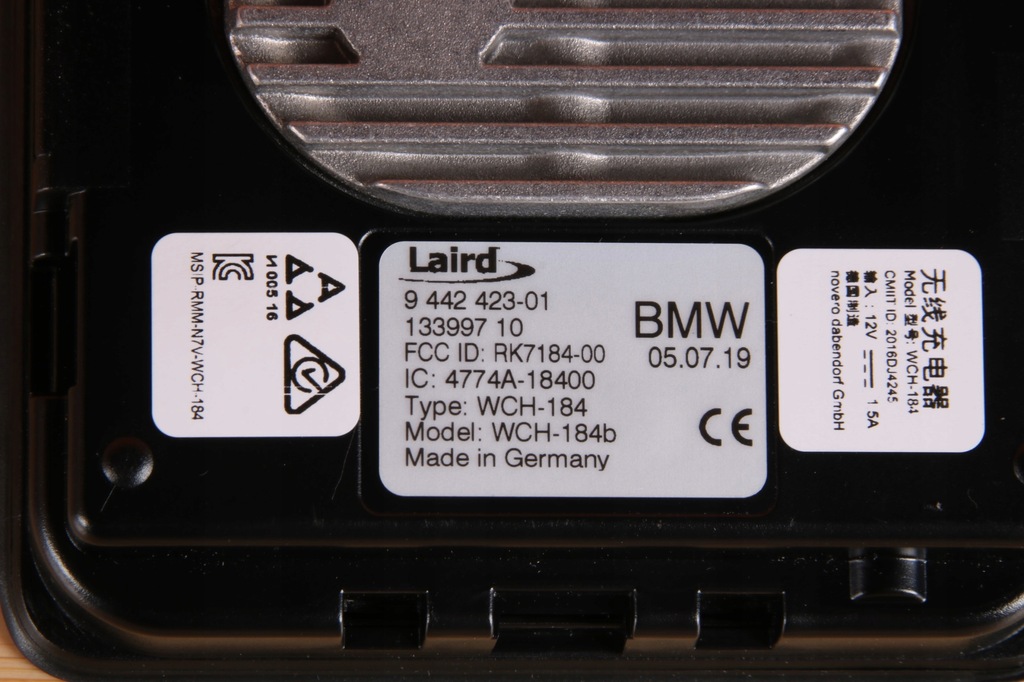 MSIP-RMM-N7V-WCH-184
И 005 16
Laird
9 442 423-01
133997 10
FCC ID: RK7184-00
IC: 4774A-18400
Type: WCH-184
Model: WCH-184b
Made in Germany
BMW
05.07.19
CE
无线充电器
Model 型号: WCH-184
CMIIT ID: 2016DJ4245
输入: 12V 1.5A
德国制造
novero dabendorf GmbH